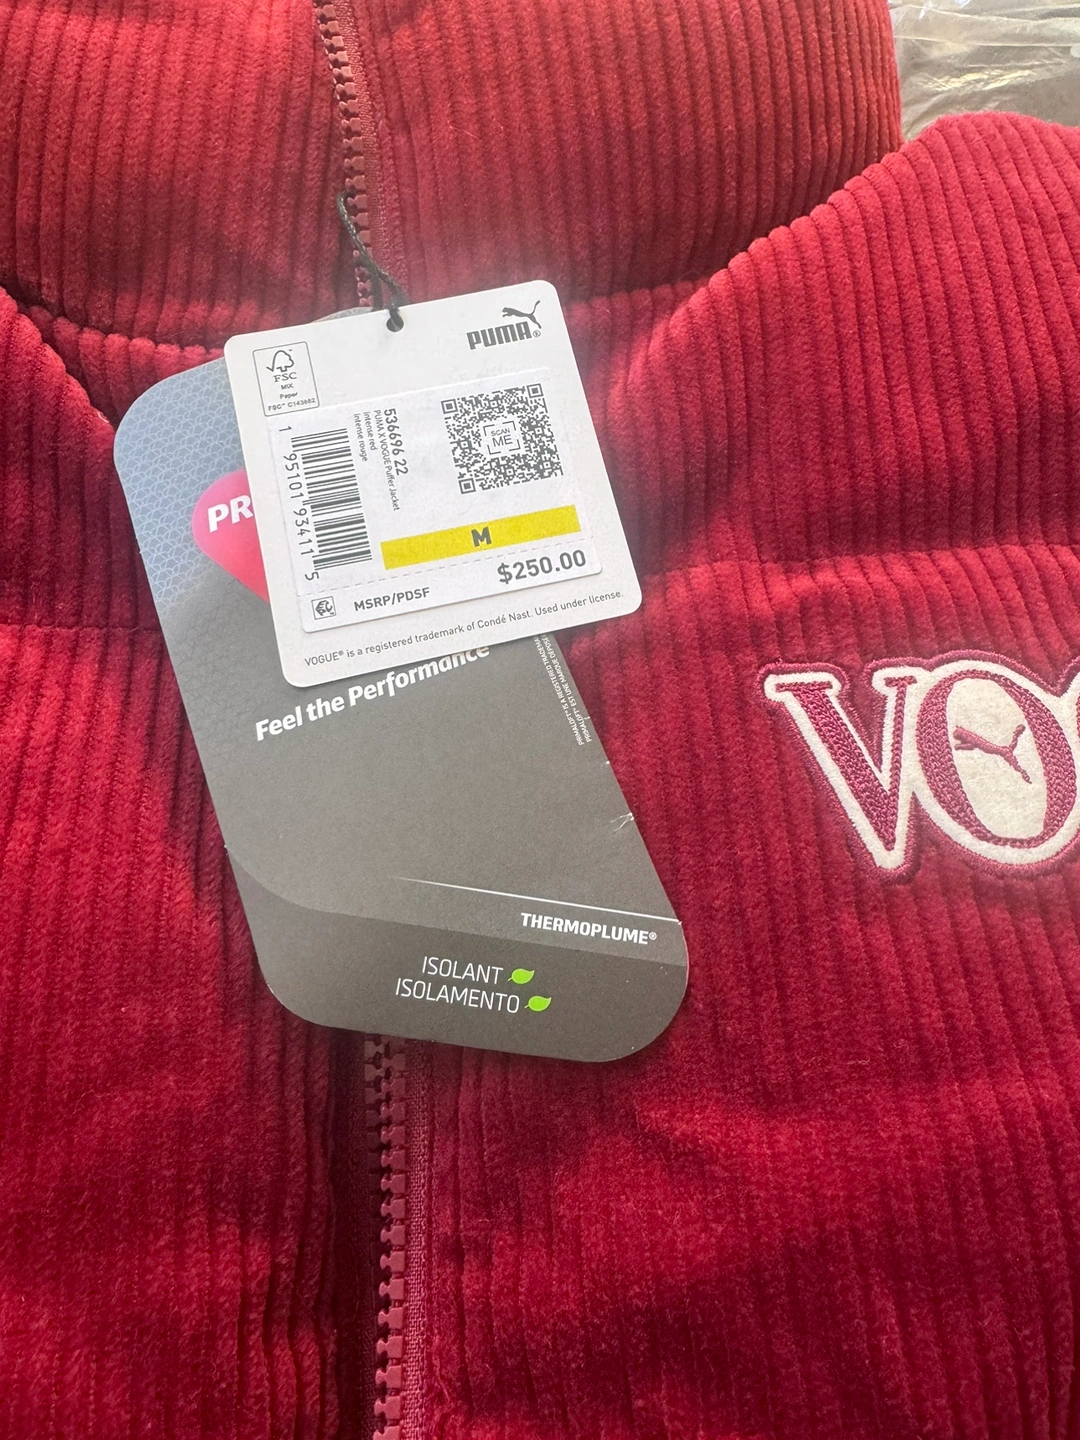 PUMA®
FSC
MIX
Paper
FSC™ C143662
SCAN
ME
536696 22
PUMA X VOGUE Puffer Jacket
intense red
intense rouge
1 95101 93411 5
M
$250.00
MSRP/PDSF
VOGUE® is a registered trademark of Condé Nast. Used under license.
PR
Feel the Performance
THERMOPLUME®
ISOLANT
ISOLAMENTO
VO